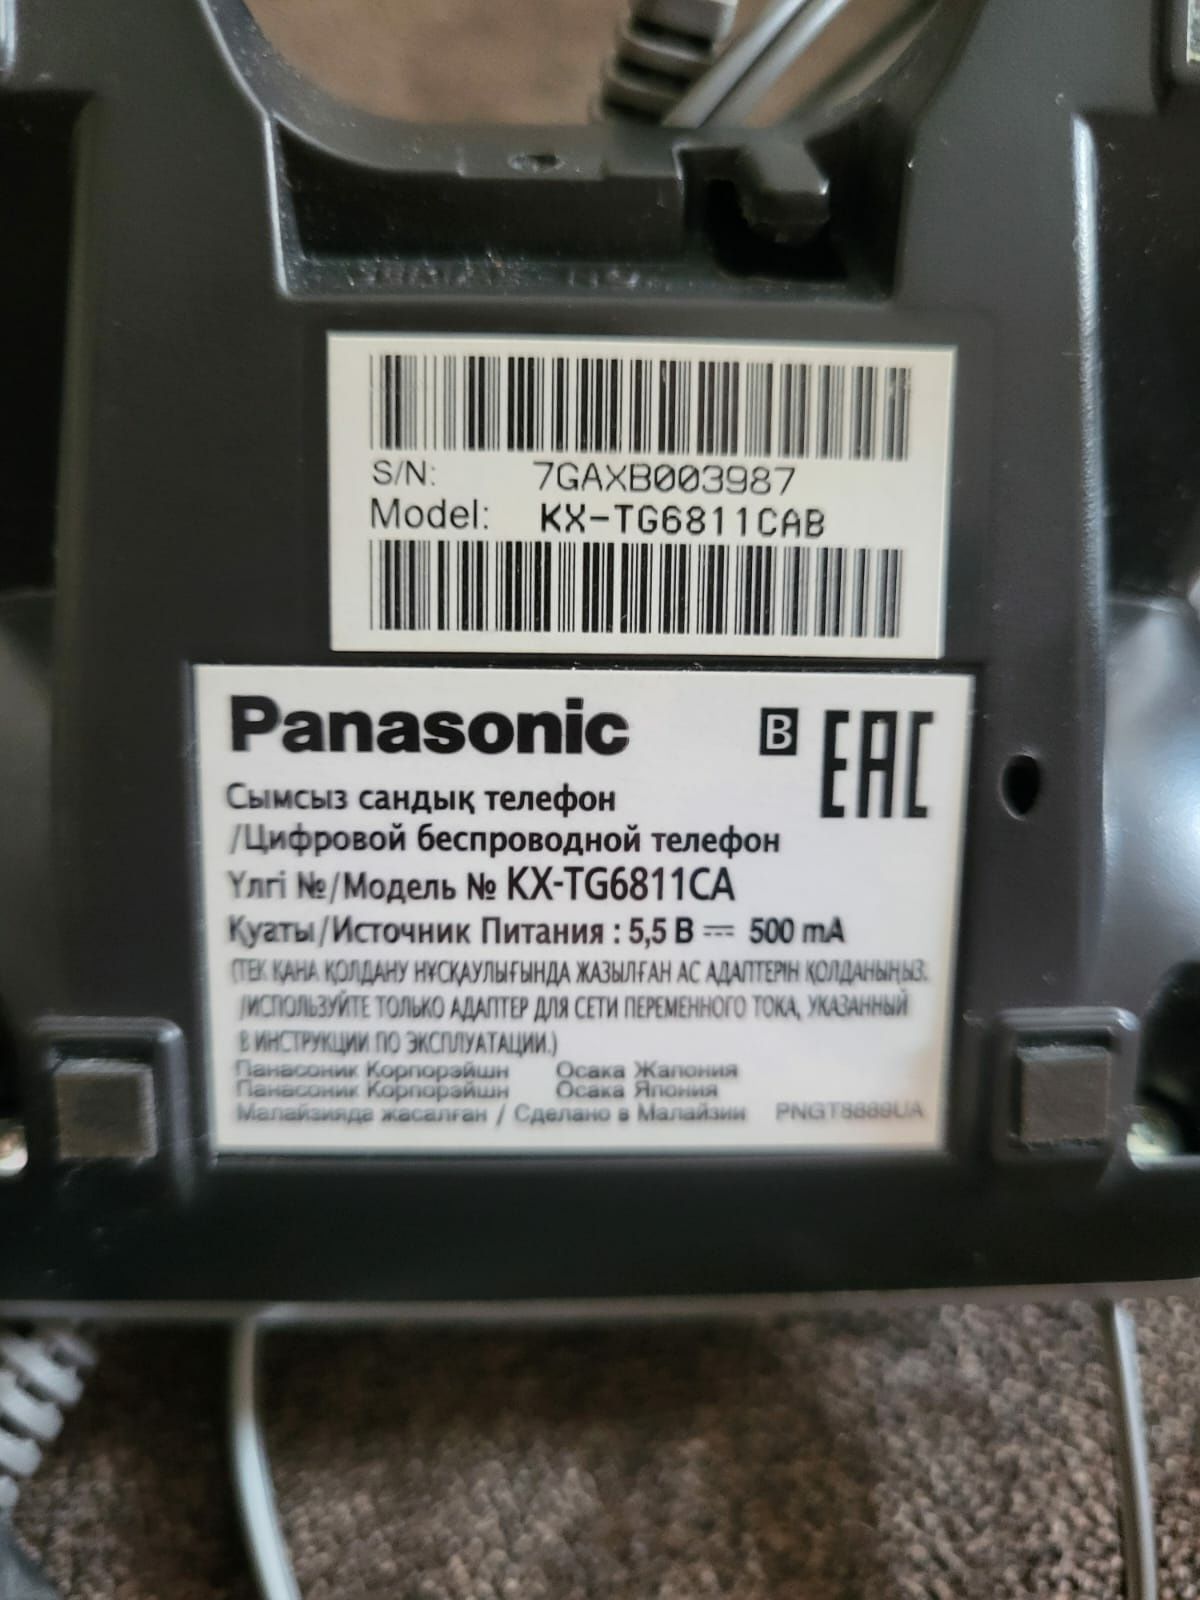 S/N: 7GAXB003987
Model: KX-TG6811CAB
Panasonic B EAC
Сымсыз сандық телефон
/Цифровой беспроводной телефон
Үлгі №/Модель № KX-TG6811CA
Қуаты/Источник Питания : 5,5 В ⎓ 500 mA
(ТЕК ҚАНА ҚОЛДАНУ НҰСҚАУЛЫҒЫНДА ЖАЗЫЛҒАН АС АДАПТЕРІН ҚОЛДАНЫҢЫЗ.
/ИСПОЛЬЗУЙТЕ ТОЛЬКО АДАПТЕР ДЛЯ СЕТИ ПЕРЕМЕННОГО ТОКА, УКАЗАННЫЙ
В ИНСТРУКЦИИ ПО ЭКСПЛУАТАЦИИ.)
Панасоник Корпорэйшн Осака Жапония
Панасоник Корпорэйшн Осака Япония
Малайзияда жасалған / Сделано в Малайзии PNGT8889UA